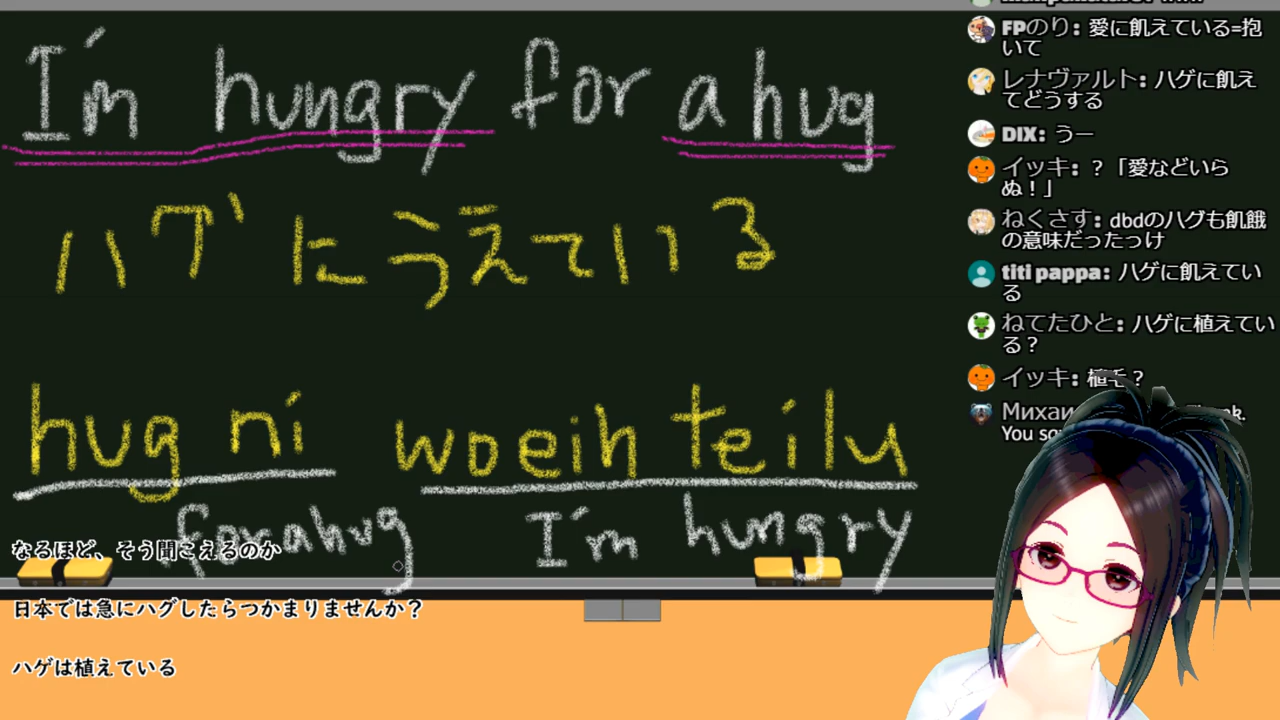 I'm hungry for a hug
ハグにうえている
hug ni woeih teilu
for a hug I'm hungry
なるほど、そう聞こえるのか
日本では急にハグしたらつかまりませんか？
ハゲは植えている
FPのり: 愛に飢えている=抱
いて
レナヴァルト: ハゲに飢え
てどうする
DIX: うー
イッキ: ？「愛などいら
ぬ！」
ねくさす: dbdのハグも飢餓
の意味だったっけ
titi pappa: ハゲに飢えてい
る
ねてたひと: ハゲに植えてい
る？
イッキ: 植毛？
Михаи
You